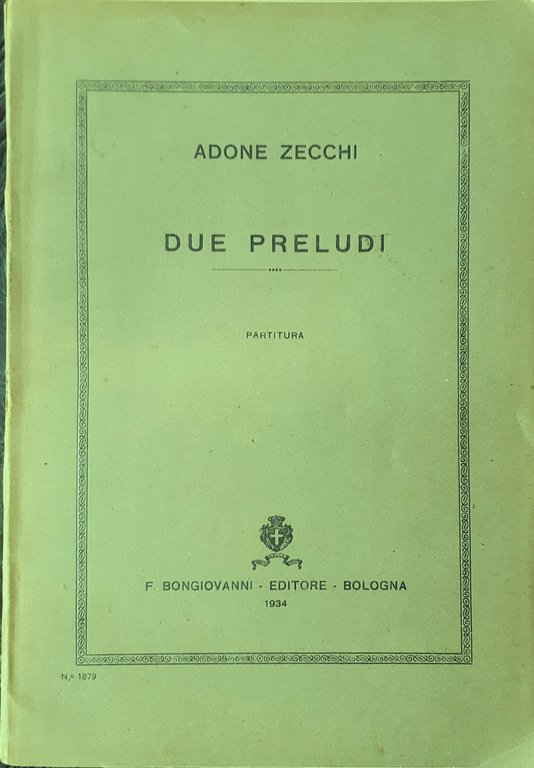 ADONE ZECCHI
DUE PRELUDI
PARTITURA
F. BONGIOVANNI - EDITORE - BOLOGNA
1934
N.º 1879